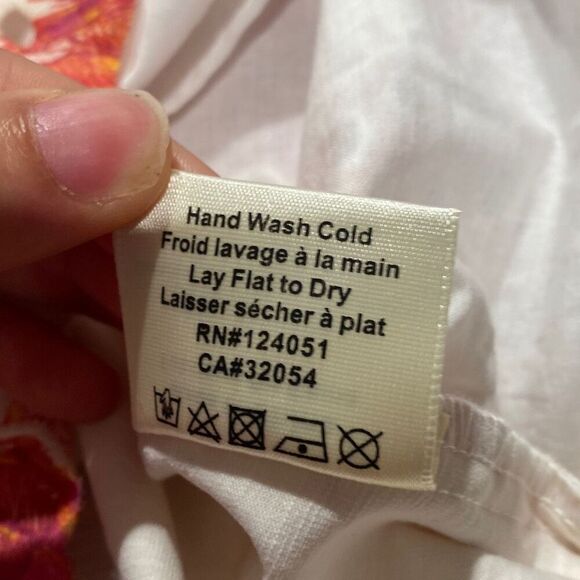 Hand Wash Cold
Froid lavage à la main
Lay Flat to Dry
Laisser sécher à plat
RN#124051
CA#32054